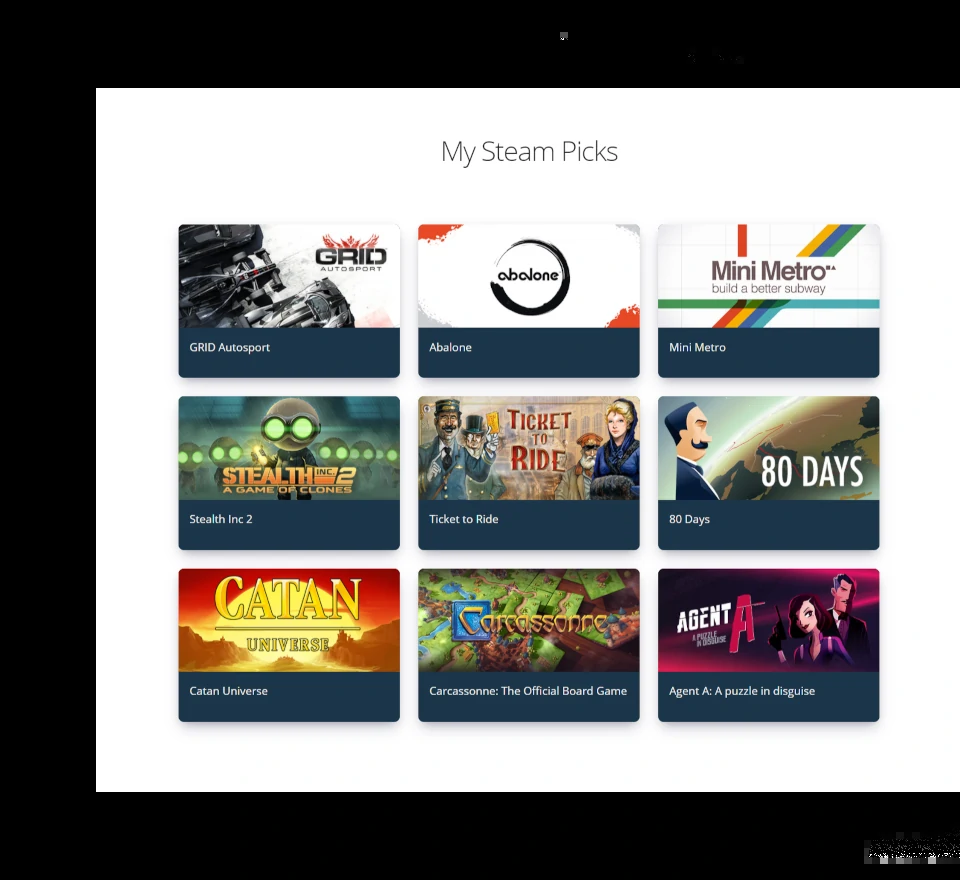 My Steam Picks
GRID
AUTOSPORT
abalone
Mini Metro
build a better subway
GRID Autosport
Abalone
Mini Metro
STEALTH INC. 2
A GAME OF CLONES
TICKET
TO
RIDE
80 DAYS
Stealth Inc 2
Ticket to Ride
80 Days
CATAN
UNIVERSE
Carcassonne
AGENT A
A PUZZLE
IN DISGUISE
Catan Universe
Carcassonne: The Official Board Game
Agent A: A puzzle in disguise